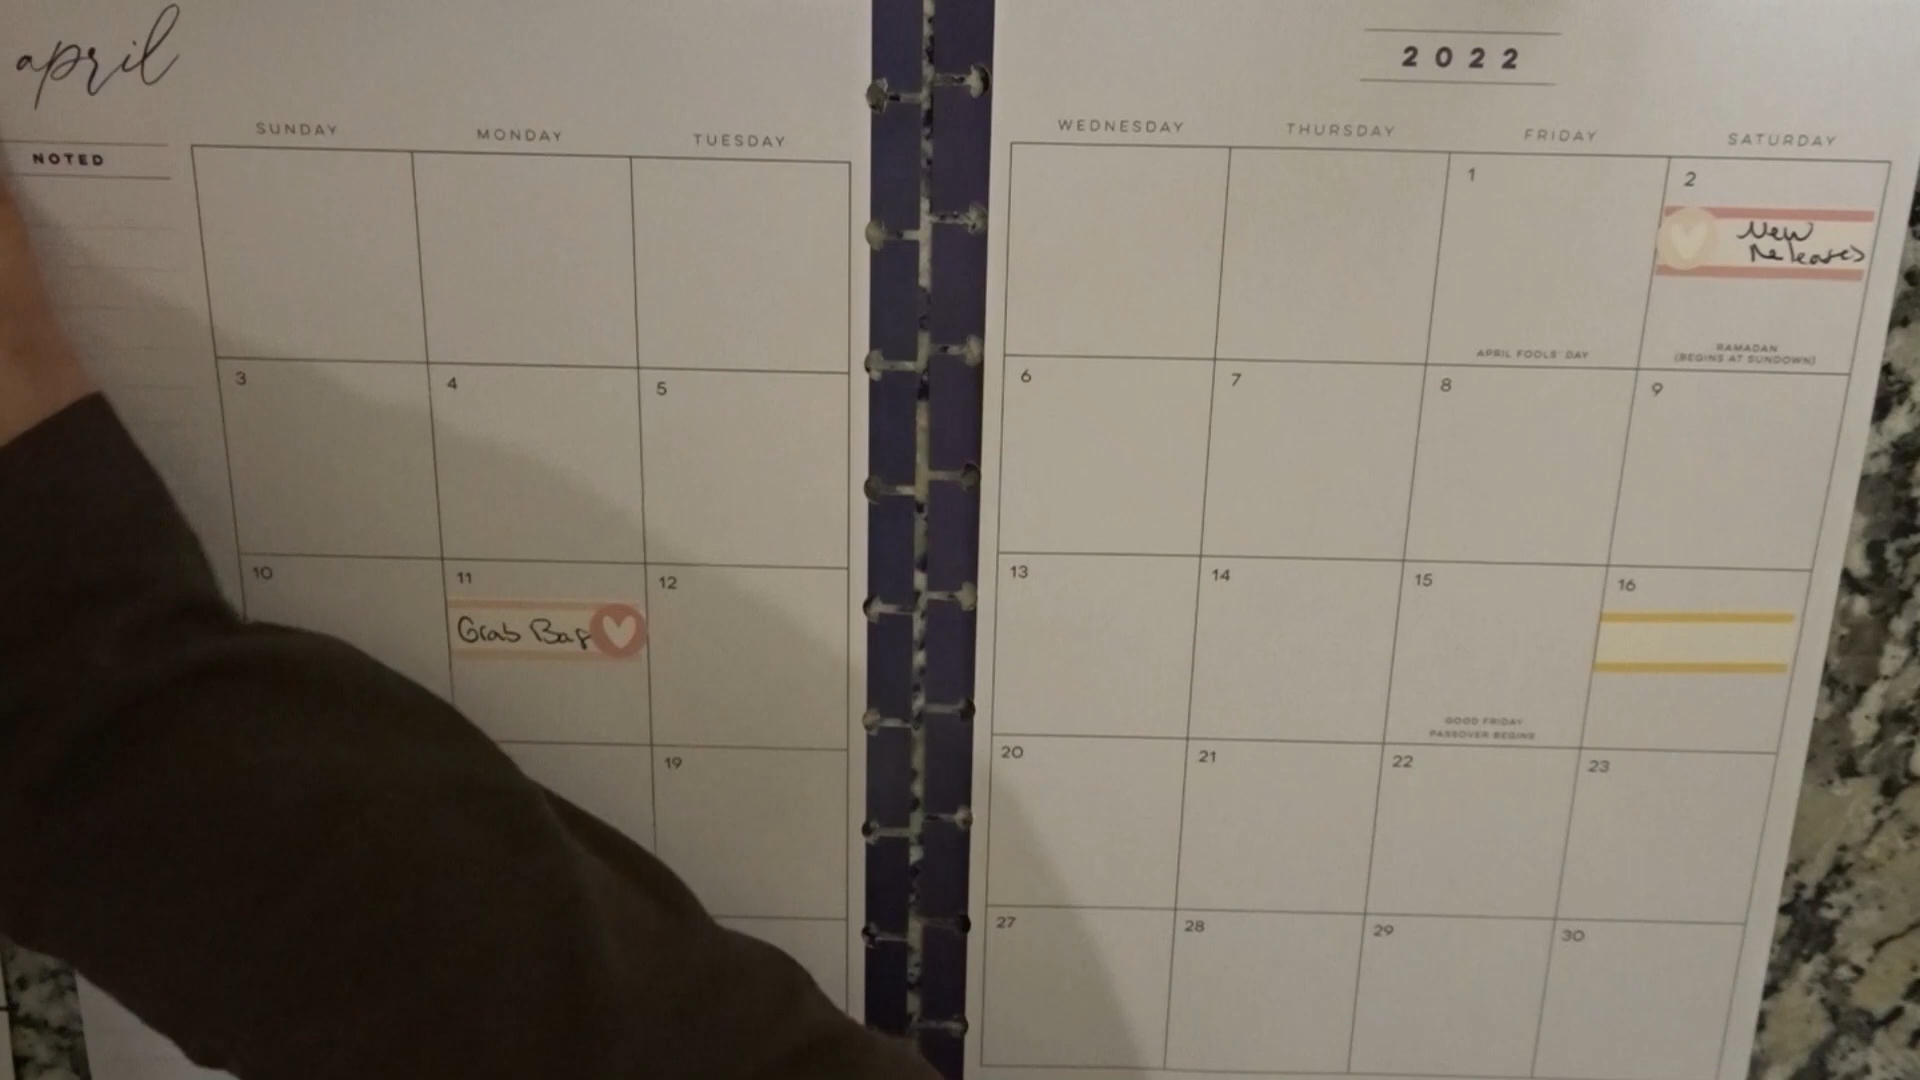 april
2022
NOTED
SUNDAY
MONDAY
TUESDAY
WEDNESDAY
THURSDAY
FRIDAY
SATURDAY
1
APRIL FOOLS' DAY
2
New
Releases
RAMADAN
(BEGINS AT SUNDOWN)
3
4
5
6
7
8
9
10
11
Grab Bag
12
13
14
15
GOOD FRIDAY
PASSOVER BEGINS
16
19
20
21
22
23
27
28
29
30